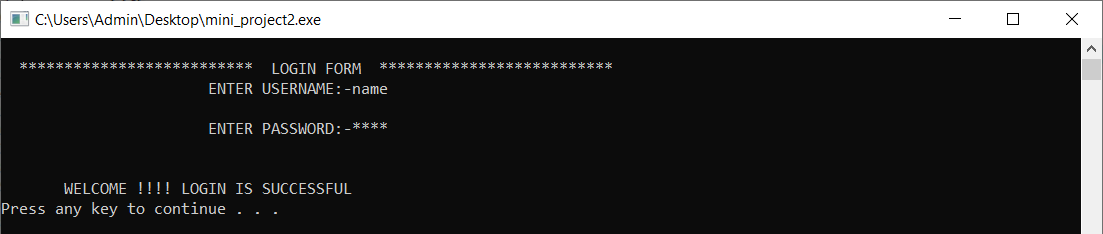 C:\Users\Admin\Desktop\mini_project2.exe
************************** LOGIN FORM **************************
ENTER USERNAME:-name
ENTER PASSWORD:-****
WELCOME !!!! LOGIN IS SUCCESSFUL
Press any key to continue . . .